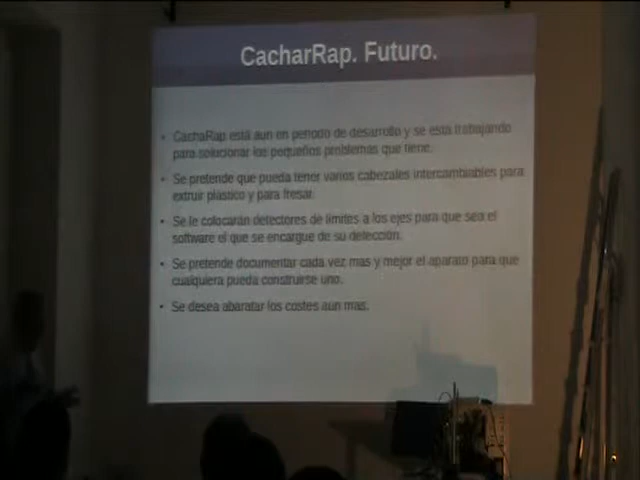 CacharRap. Futuro.
• CachaRap está aun en periodo de desarrollo y se esta trabajando
para solucionar los pequeños problemas que tiene.
• Se pretende que pueda tener varios cabezales intercambiables para
extruir plastico y para fresar.
• Se le colocarán detectores de limites a los ejes para que sea el
software el que se encargue de su detección.
• Se pretende documentar cada vez mas y mejor el aparato para que
cualquiera pueda construirse uno.
• Se desea abaratar los costes aun mas.